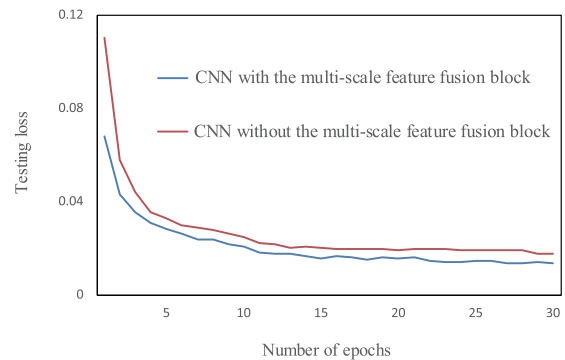 0.12
CNN with the multi-scale feature fusion block
0.08
CNN without the multi-scale feature fusion block
Testing loss
0.04
0
5 10 15 20 25 30
Number of epochs